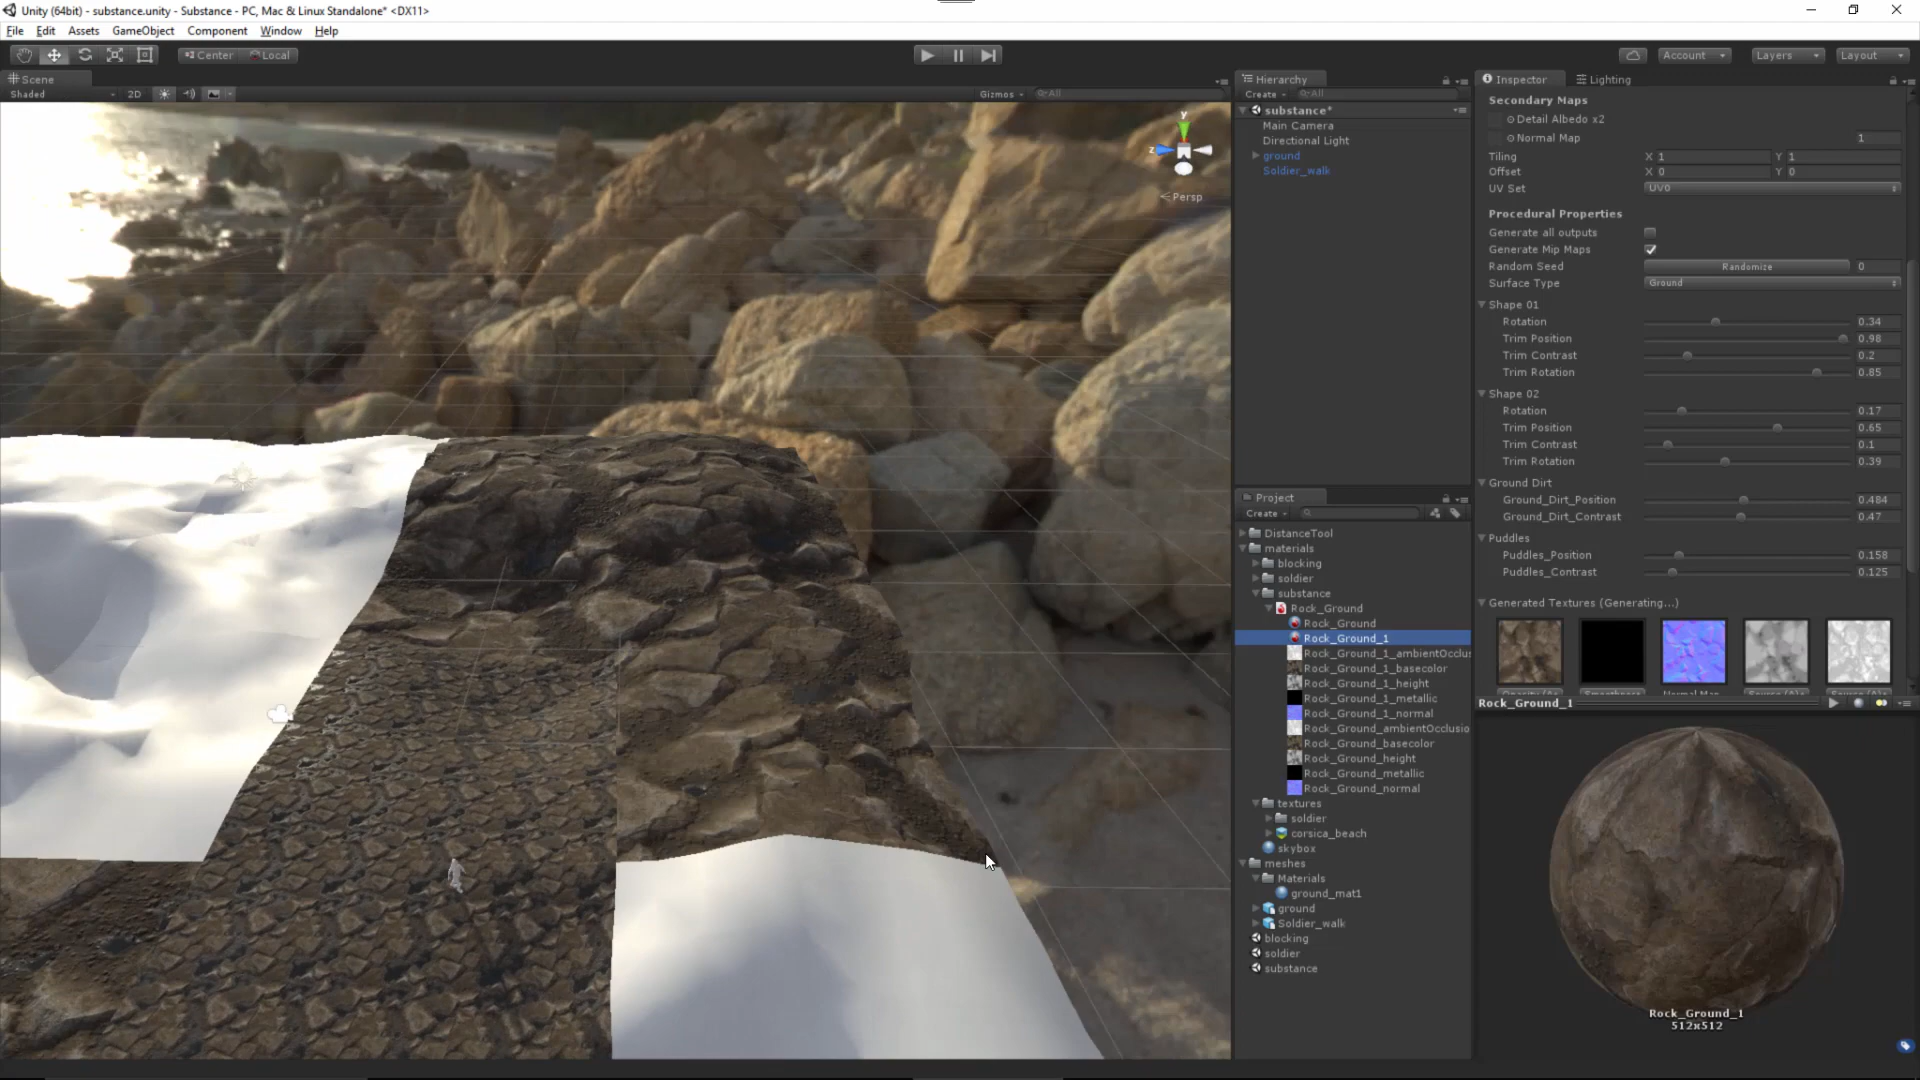 Unity (64bit) - substance.unity - Substance - PC, Mac & Linux Standalone* <DX11>
File Edit Assets GameObject Component Window Help
Center Local
Account Layers Layout
Scene
Shaded 2D Gizmos All
y
z
Persp
Hierarchy
Create All
substance*
Main Camera
Directional Light
ground
Soldier_walk
Project
Create
DistanceTool
materials
blocking
soldier
substance
Rock_Ground
Rock_Ground
Rock_Ground_1
Rock_Ground_1_ambientOcclus
Rock_Ground_1_basecolor
Rock_Ground_1_height
Rock_Ground_1_metallic
Rock_Ground_1_normal
Rock_Ground_ambientOcclusio
Rock_Ground_basecolor
Rock_Ground_height
Rock_Ground_metallic
Rock_Ground_normal
textures
soldier
corsica_beach
skybox
meshes
Materials
ground_mat1
ground
Soldier_walk
blocking
soldier
substance
Inspector Lighting
Secondary Maps
Detail Albedo x2
Normal Map 1
Tiling X 1 Y 1
Offset X 0 Y 0
UV Set UV0
Procedural Properties
Generate all outputs
Generate Mip Maps
Random Seed Randomize 0
Surface Type Ground
Shape 01
Rotation 0.34
Trim Position 0.98
Trim Contrast 0.2
Trim Rotation 0.85
Shape 02
Rotation 0.17
Trim Position 0.65
Trim Contrast 0.1
Trim Rotation 0.39
Ground Dirt
Ground_Dirt_Position 0.484
Ground_Dirt_Contrast 0.47
Puddles
Puddles_Position 0.158
Puddles_Contrast 0.125
Generated Textures (Generating...)
Rock_Ground_1
Rock_Ground_1
512x512